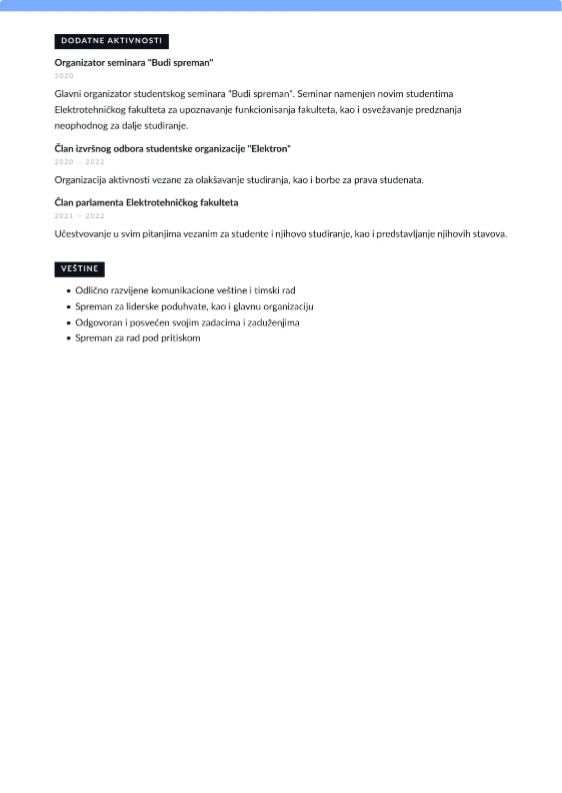 DODATNE AKTIVNOSTI
Organizator seminara "Budi spreman"
2020
Glavni organizator studentskog seminara "Budi spreman". Seminar namenjen novim studentima
Elektrotehničkog fakulteta za upoznavanje funkcionisanja fakulteta, kao i osvežavanje predznanja
neophodnog za dalje studiranje.
Član izvršnog odbora studentske organizacije "Elektron"
2020 – 2022
Organizacija aktivnosti vezane za olakšavanje studiranja, kao i borbe za prava studenata.
Član parlamenta Elektrotehničkog fakulteta
2021 – 2022
Učestvovanje u svim pitanjima vezanim za studente i njihovo studiranje, kao i predstavljanje njihovih stavova.
VEŠTINE
• Odlično razvijene komunikacione veštine i timski rad
• Spreman za liderske poduhvate, kao i glavnu organizaciju
• Odgovoran i posvećen svojim zadacima i zaduženjima
• Spreman za rad pod pritiskom